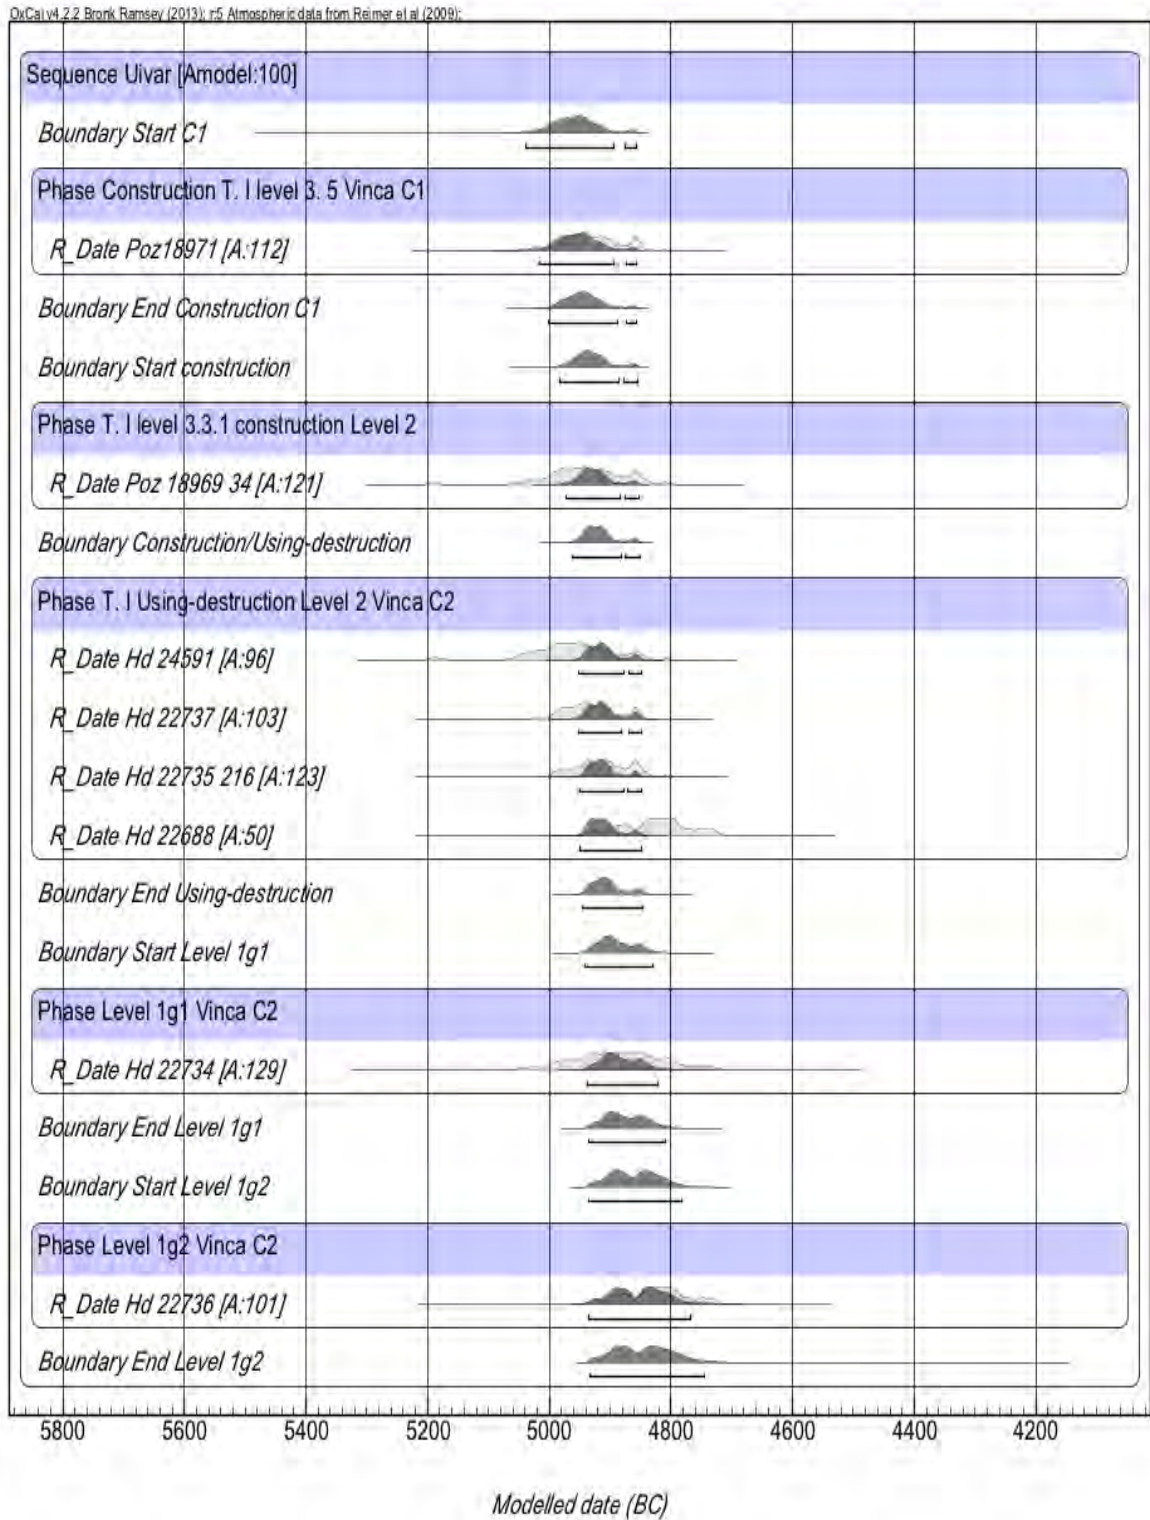 OxCal v4.2.2 Bronk Ramsey (2013); r:5 Atmospheric data from Reimer et al (2009);
Sequence Uivar [Amodel:100]
Boundary Start C1
Phase Construction T. I level 3. 5 Vinca C1
R_Date Poz18971 [A:112]
Boundary End Construction C1
Boundary Start construction
Phase T. I level 3.3.1 construction Level 2
R_Date Poz 18969 34 [A:121]
Boundary Construction/Using-destruction
Phase T. I Using-destruction Level 2 Vinca C2
R_Date Hd 24591 [A:96]
R_Date Hd 22737 [A:103]
R_Date Hd 22735 216 [A:123]
R_Date Hd 22688 [A:50]
Boundary End Using-destruction
Boundary Start Level 1g1
Phase Level 1g1 Vinca C2
R_Date Hd 22734 [A:129]
Boundary End Level 1g1
Boundary Start Level 1g2
Phase Level 1g2 Vinca C2
R_Date Hd 22736 [A:101]
Boundary End Level 1g2
5800 5600 5400 5200 5000 4800 4600 4400 4200
Modelled date (BC)